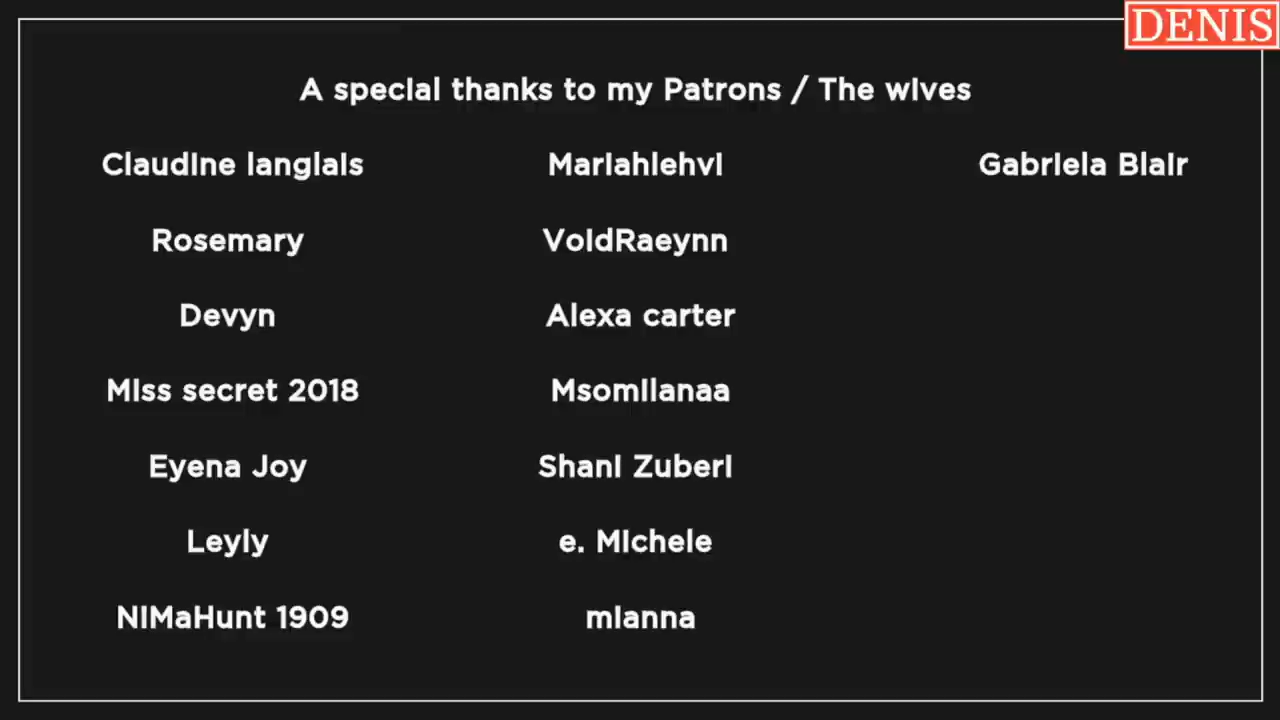 DENIS
A special thanks to my Patrons / The wives
Claudine langlais Mariahlehvi Gabriela Blair
Rosemary VoidRaeynn
Devyn Alexa carter
Miss secret 2018 Msomilanaa
Eyena Joy Shani Zuberi
Leyly e. Michele
NiMaHunt 1909 mianna